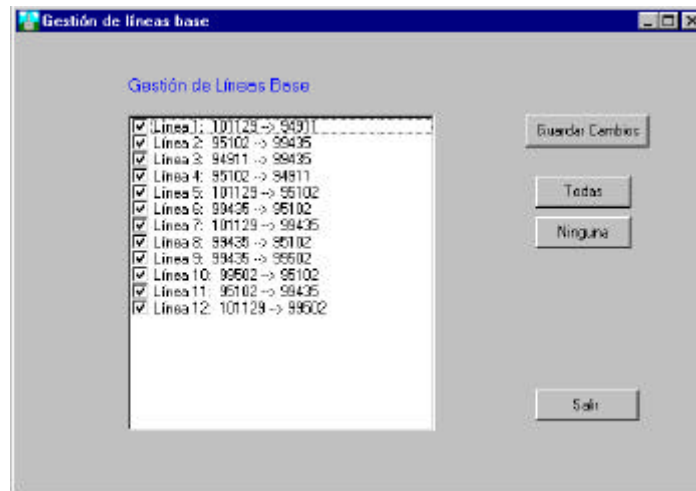 Gestión de líneas base
Gestión de Líneas Base
Línea 1: 101129 --> 94911
Línea 2: 95102 --> 99435
Línea 3: 94911 --> 99435
Línea 4: 95102 --> 94911
Línea 5: 101129 --> 95102
Línea 6: 99435 --> 95102
Línea 7: 101129 --> 99435
Línea 8: 99435 --> 95102
Línea 9: 99435 --> 99502
Línea 10: 99502 --> 95102
Línea 11: 95102 --> 99435
Línea 12: 101129 --> 99502
Guardar Cambios
Todas
Ninguna
Salir